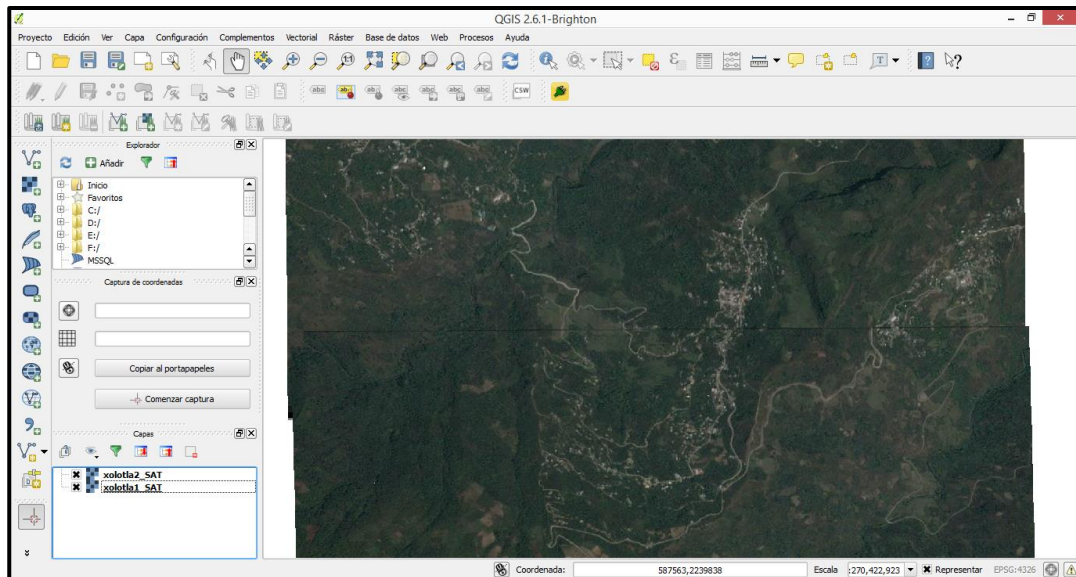 QGIS 2.6.1-Brighton
Proyecto Edición Ver Capa Configuración Complementos Vectorial Ráster Base de datos Web Procesos Ayuda
CSW
Explorador
Añadir
Inicio
Favoritos
C:/
D:/
E:/
F:/
MSSQL
Captura de coordenadas
Copiar al portapapeles
Comenzar captura
Capas
xolotla2_SAT
xolotla1_SAT
Coordenada: 587563,2239838 Escala :270,422,923 Representar EPSG:4326